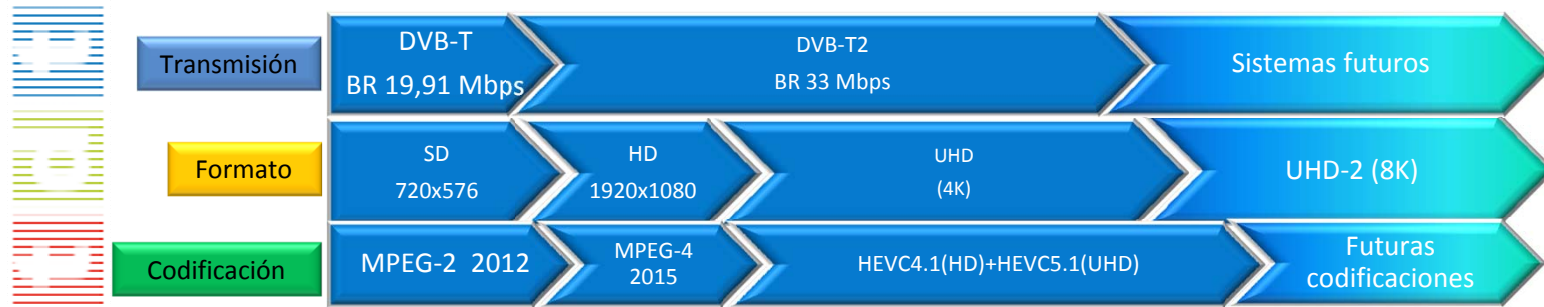 Transmisión
DVB-T
BR 19,91 Mbps
DVB-T2
BR 33 Mbps
Sistemas futuros
Formato
SD
720x576
HD
1920x1080
UHD
(4K)
UHD-2 (8K)
Codificación
MPEG-2 2012
MPEG-4
2015
HEVC4.1(HD)+HEVC5.1(UHD)
Futuras
codificaciones
tdt